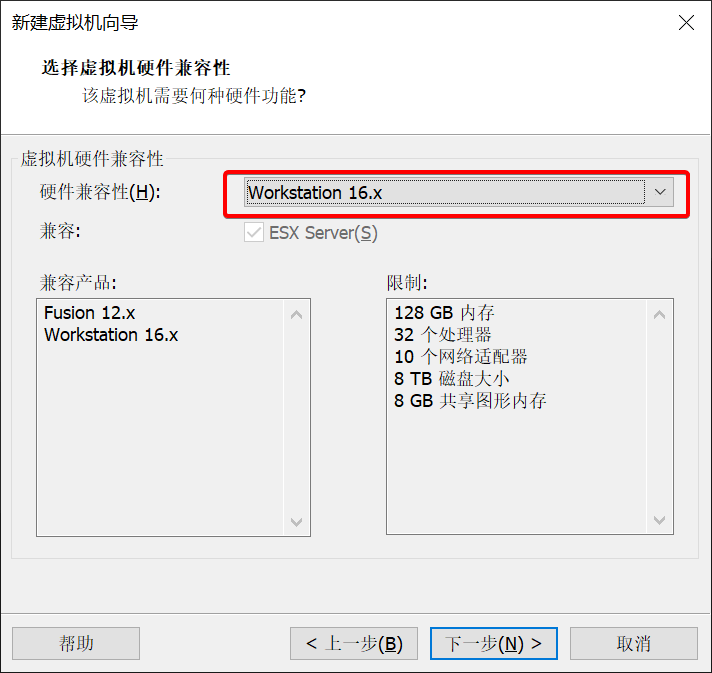 新建虚拟机向导
选择虚拟机硬件兼容性
该虚拟机需要何种硬件功能?
虚拟机硬件兼容性
硬件兼容性(H): Workstation 16.x
兼容: ESX Server(S)
兼容产品:
Fusion 12.x
Workstation 16.x
限制:
128 GB 内存
32 个处理器
10 个网络适配器
8 TB 磁盘大小
8 GB 共享图形内存
帮助 < 上一步(B) 下一步(N) > 取消